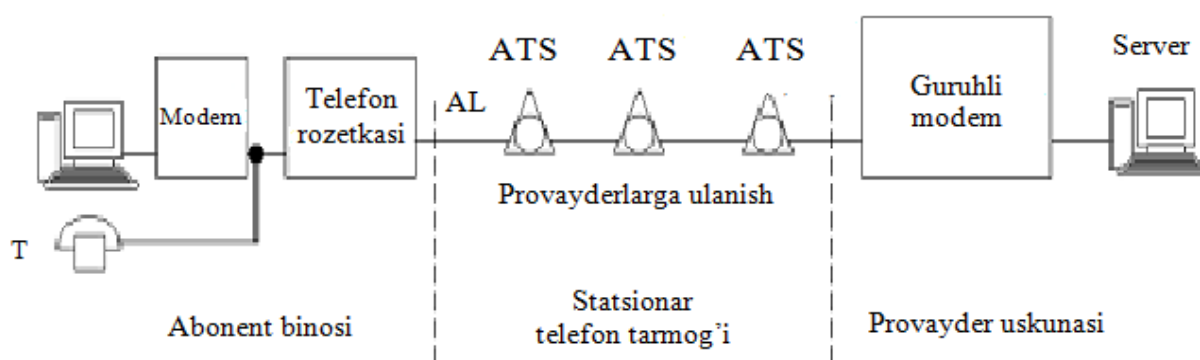 ATS
ATS
ATS
Server
Modem
Telefon
rozetkasi
AL
Guruhli
modem
Provayderlarga ulanish
T
Abonent binosi
Statsionar
telefon tarmog’i
Provayder uskunasi